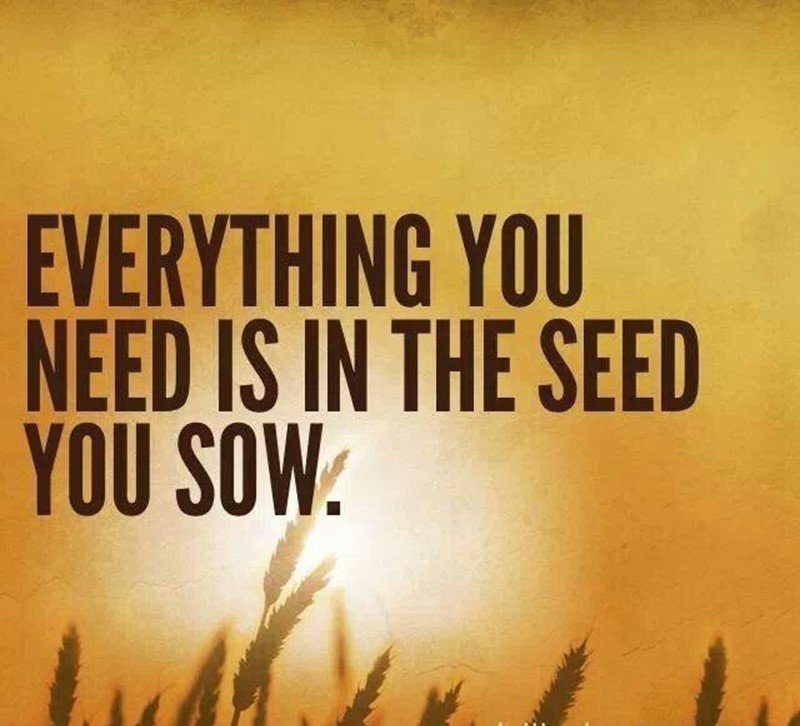 EVERYTHING YOU
NEED IS IN THE SEED
YOU SOW.